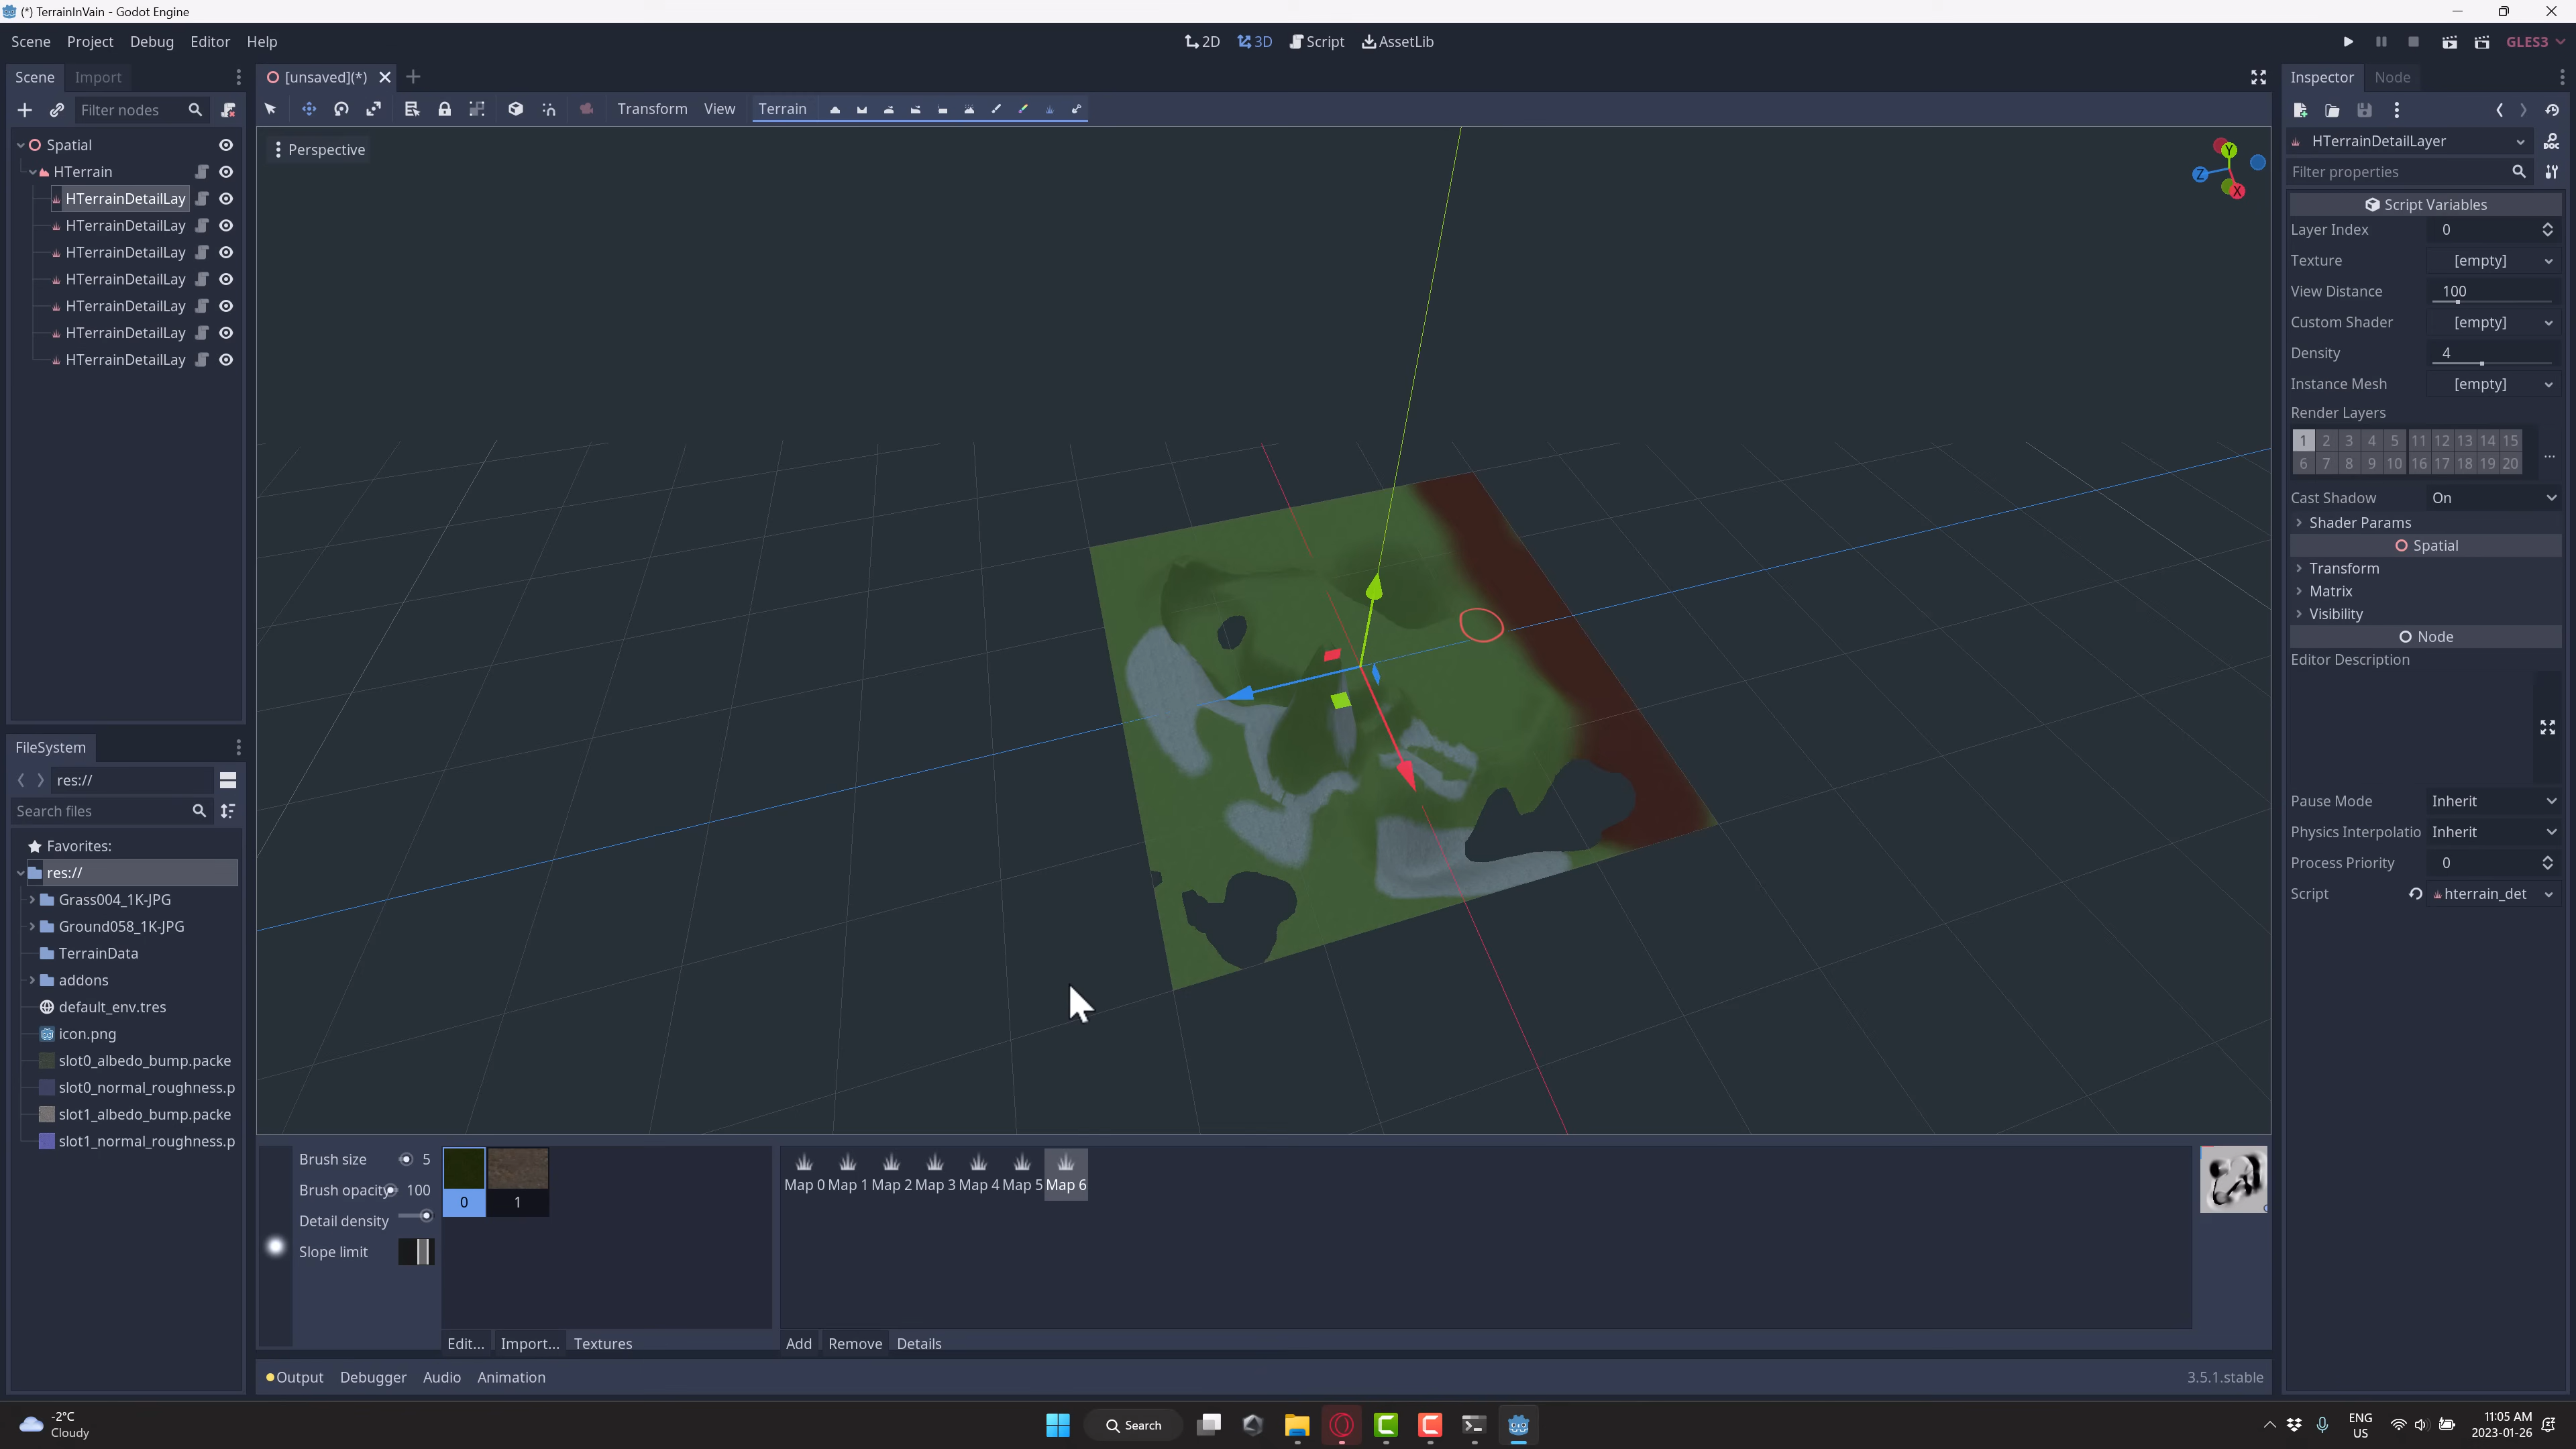 (*) TerrainInVain - Godot Engine
Scene Project Debug Editor Help
2D 3D Script AssetLib
GLES3
Scene Import
[unsaved](*)
Inspector Node
Filter nodes
Transform View Terrain
Perspective
Spatial
HTerrain
HTerrainDetailLay
HTerrainDetailLay
HTerrainDetailLay
HTerrainDetailLay
HTerrainDetailLay
HTerrainDetailLay
HTerrainDetailLay
Y
Z
X
HTerrainDetailLayer
DOC
Filter properties
Script Variables
Layer Index 0
Texture [empty]
View Distance 100
Custom Shader [empty]
Density 4
Instance Mesh [empty]
Render Layers
1 2 3 4 5 11 12 13 14 15
6 7 8 9 10 16 17 18 19 20
...
Cast Shadow On
Shader Params
Spatial
Transform
Matrix
Visibility
Node
Editor Description
Pause Mode Inherit
Physics Interpolatio Inherit
Process Priority 0
Script hterrain_det
FileSystem
res://
Search files
Favorites:
res://
Grass004_1K-JPG
Ground058_1K-JPG
TerrainData
addons
default_env.tres
icon.png
slot0_albedo_bump.packe
slot0_normal_roughness.p
slot1_albedo_bump.packe
slot1_normal_roughness.p
Brush size 5
Brush opacity 100
Detail density
Slope limit
0 1
Map 0 Map 1 Map 2 Map 3 Map 4 Map 5 Map 6
Edit... Import... Textures
Add Remove Details
Output Debugger Audio Animation
3.5.1.stable
-2°C
Cloudy
Search
ENG
US
11:05 AM
2023-01-26